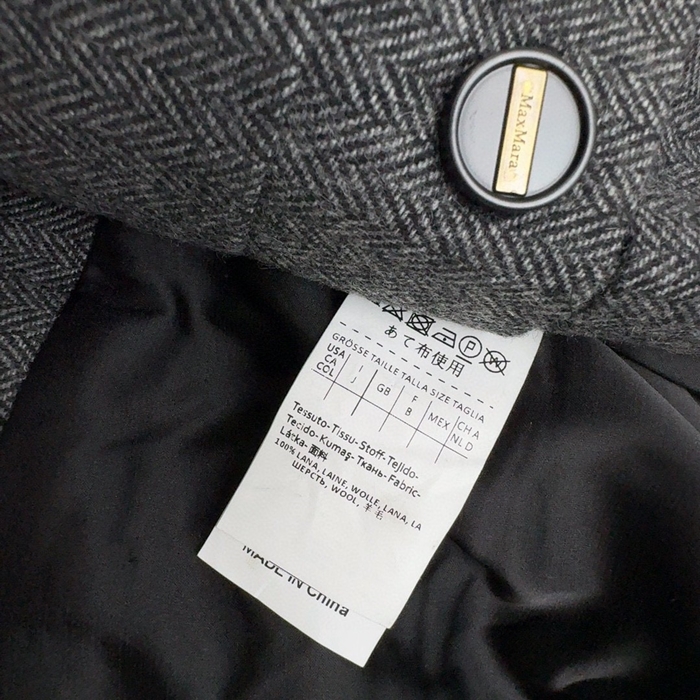 MaxMara
P
W
あて布使用
GRÖSSE TAILLE TALLA SIZE TAGLIA
USA I GB F MEX CH A
CA J B NL D
COL
Tessuto-Tissu-Stoff-Tejido-
Tecido-Kumaş-Ткань-Fabric-
Látka-面料
100% LANA, LAINE, WOLLE, LANA, LA
ШЕРСТЬ, WOOL, 羊毛
MADE IN China